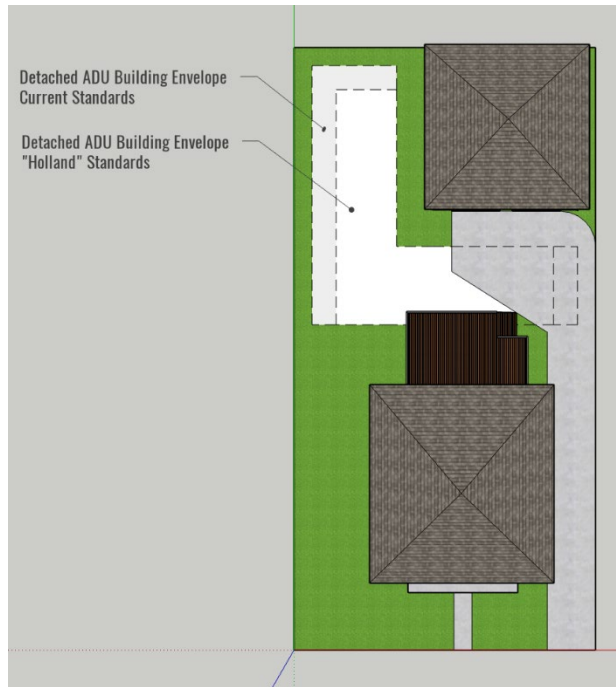 Detached ADU Building Envelope
Current Standards
Detached ADU Building Envelope
"Holland" Standards